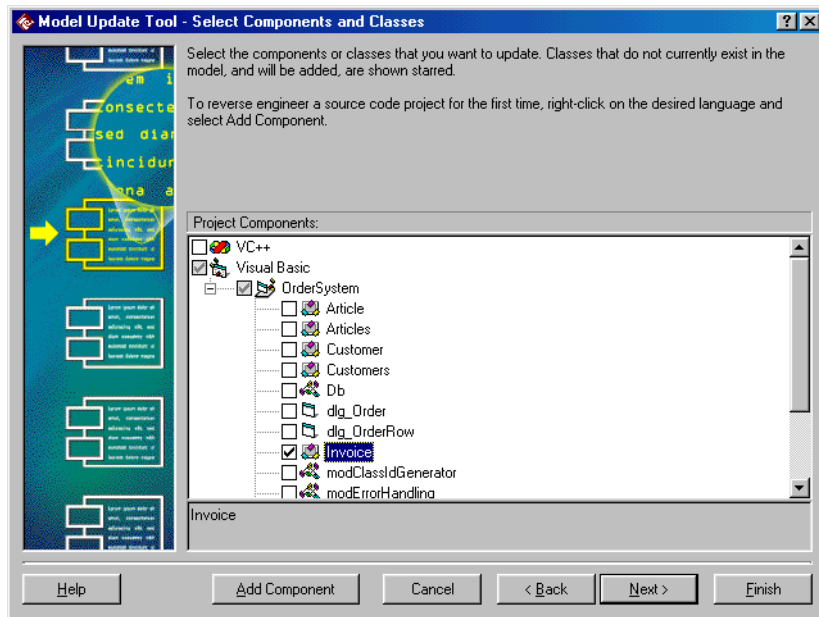 Model Update Tool - Select Components and Classes
Select the components or classes that you want to update. Classes that do not currently exist in the
model, and will be added, are shown starred.
To reverse engineer a source code project for the first time, right-click on the desired language and
select Add Component.
em i
onsecte
sed diar
incidur
na a
Project Components:
VC++
Visual Basic
OrderSystem
Article
Articles
Customer
Customers
Db
dlg_Order
dlg_OrderRow
Invoice
modClassIdGenerator
modErrorHandling
Invoice
Help
Add Component
Cancel
< Back
Next >
Finish